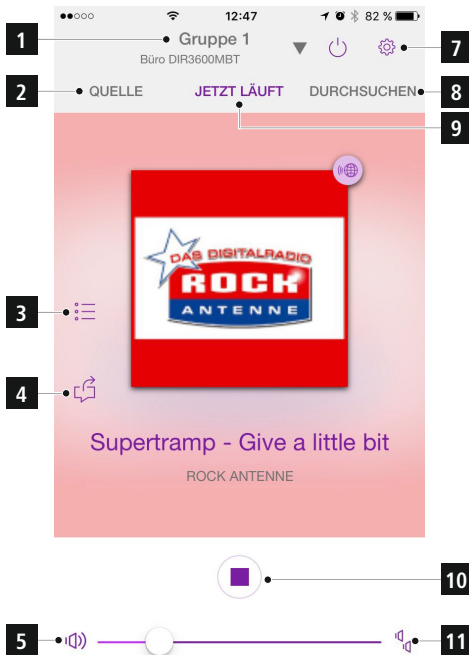 12:47
82 %
1
Gruppe 1
7
Büro DIR3600MBT
2
QUELLE
JETZT LÄUFT
DURCHSUCHEN
8
9
DAS DIGITALRADIO
ROCK
ANTENNE
3
4
Supertramp - Give a little bit
ROCK ANTENNE
10
5
11